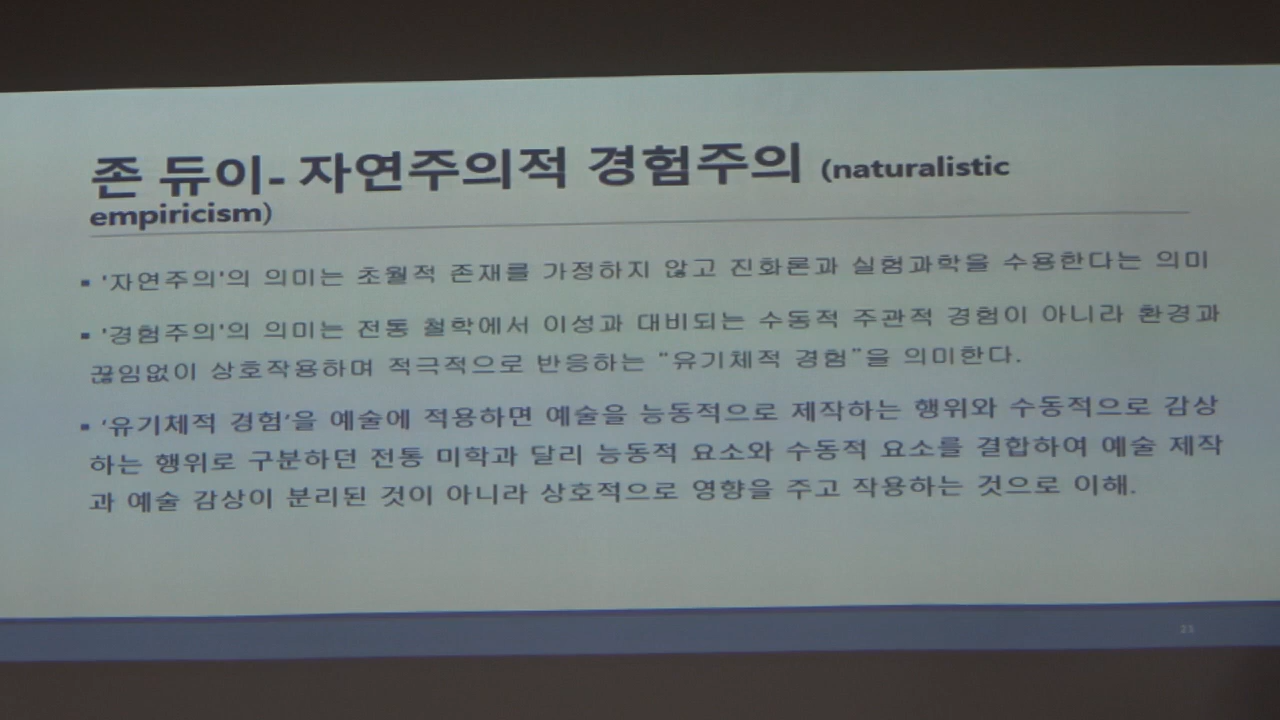 존 듀이- 자연주의적 경험주의 (naturalistic
empiricism)
▪ '자연주의'의 의미는 초월적 존재를 가정하지 않고 진화론과 실험과학을 수용한다는 의미
▪ '경험주의'의 의미는 전통 철학에서 이성과 대비되는 수동적 주관적 경험이 아니라 환경과
끊임없이 상호작용하며 적극적으로 반응하는 “유기체적 경험”을 의미한다.
▪ ‘유기체적 경험’을 예술에 적용하면 예술을 능동적으로 제작하는 행위와 수동적으로 감상
하는 행위로 구분하던 전통 미학과 달리 능동적 요소와 수동적 요소를 결합하여 예술 제작
과 예술 감상이 분리된 것이 아니라 상호적으로 영향을 주고 작용하는 것으로 이해.